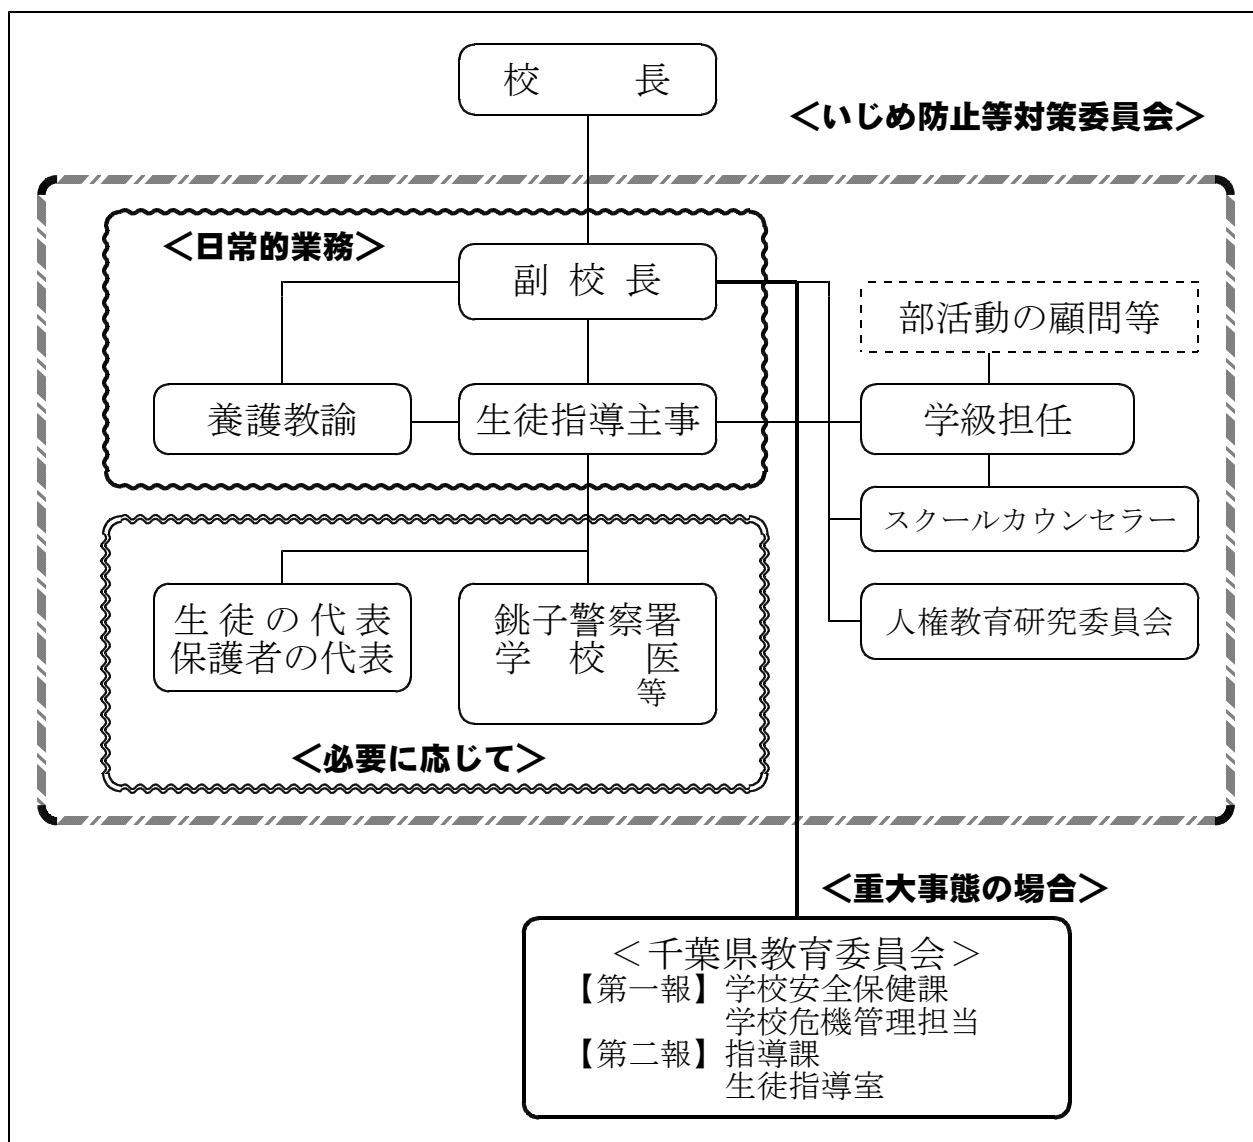 校　長
＜いじめ防止等対策委員会＞
＜日常的業務＞
副校長
部活動の顧問等
養護教諭
生徒指導主事
学級担任
スクールカウンセラー
生徒の代表
保護者の代表
銚子警察署
学校医
等
人権教育研究委員会
＜必要に応じて＞
＜重大事態の場合＞
＜千葉県教育委員会＞
【第一報】学校安全保健課
学校危機管理担当
【第二報】指導課
生徒指導室